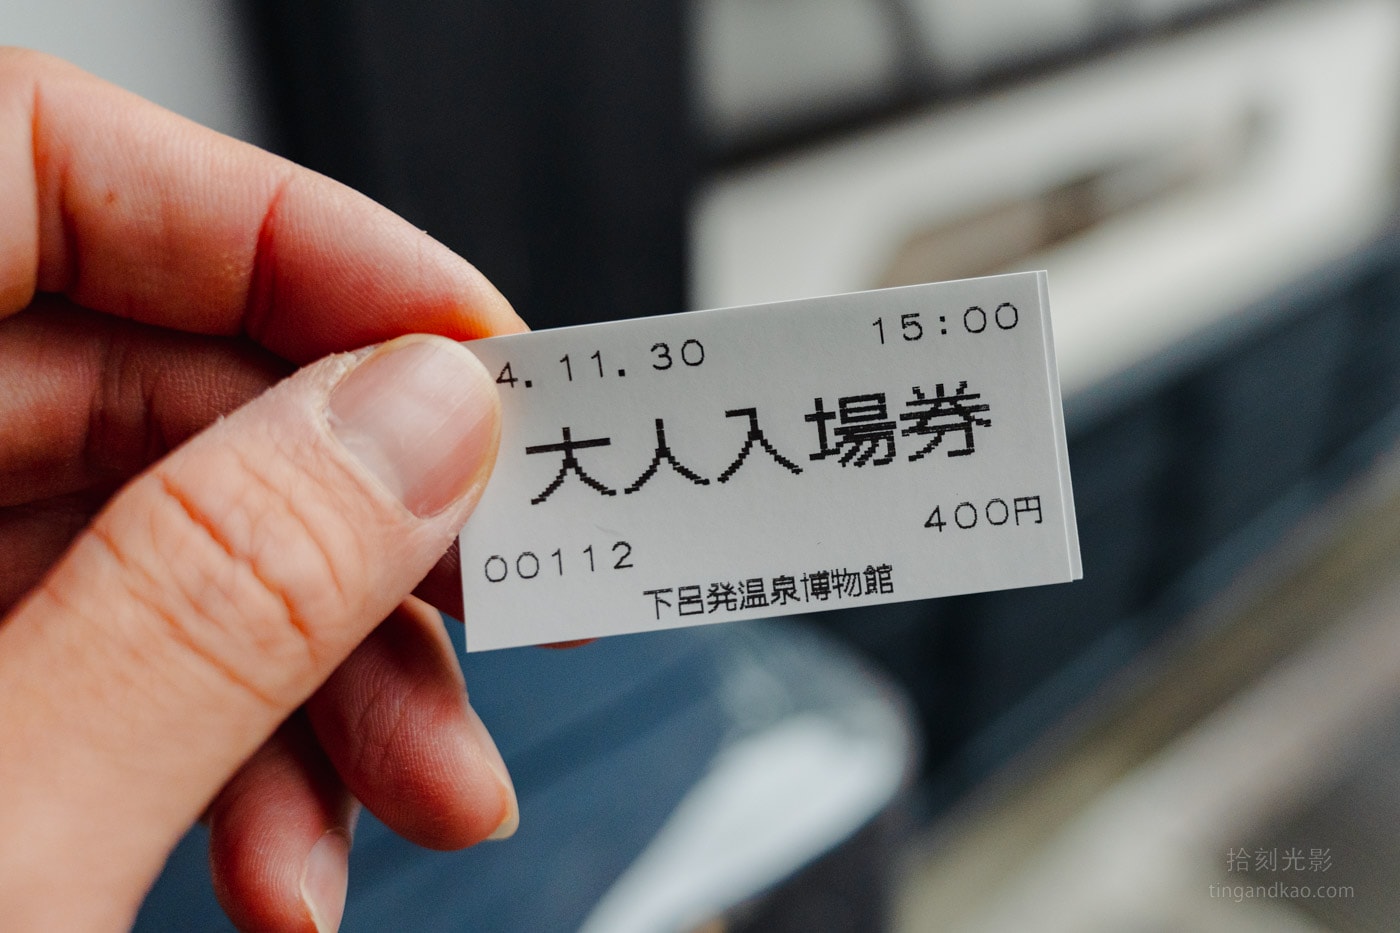 4.11.30 15:00
大人入場券
400円
00112
下呂発温泉博物館
拾刻光影
tingandkao.com